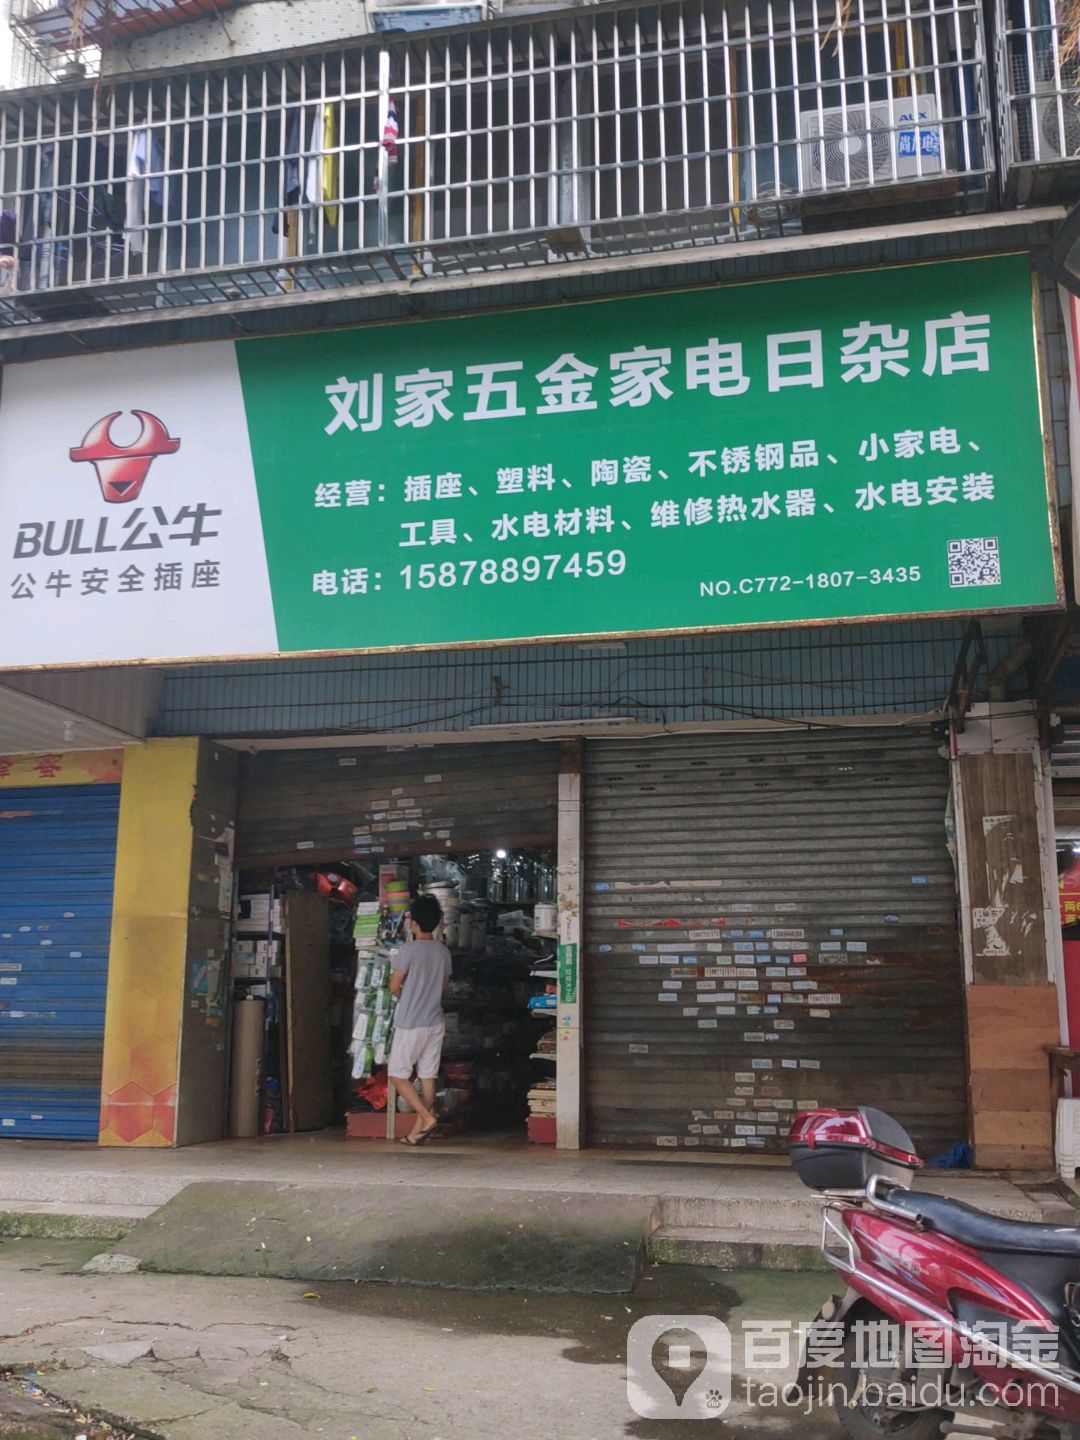 AUX
刘家五金家电日杂店
经营：插座、塑料、陶瓷、不锈钢品、小家电、
工具、水电材料、维修热水器、水电安装
电话：15878897459
NO.C772-1807-3435
BULL公牛
公牛安全插座
百度地图淘金
taojin.baidu.com